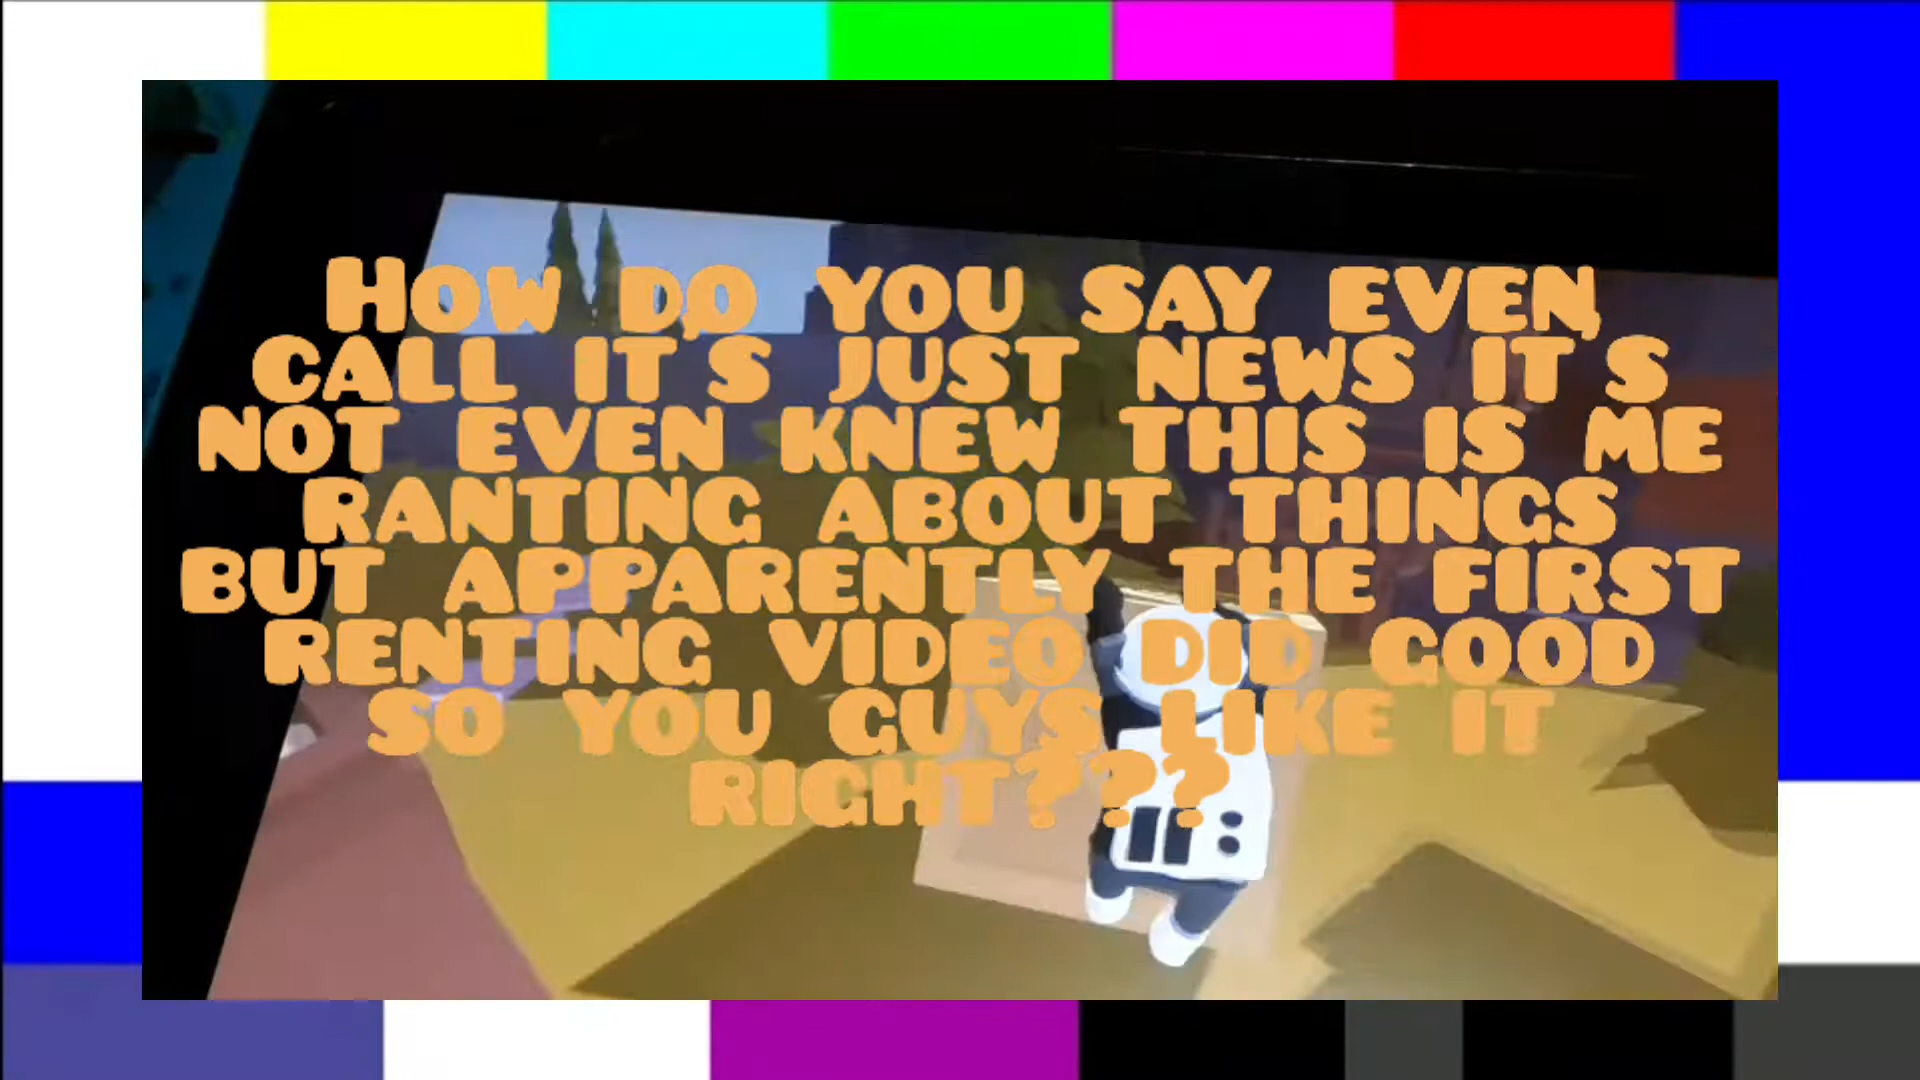 How do you say even
call it's just news it's
not even knew this is me
ranting about things
but apparently the first
renting video did good
so you guys like it
right???